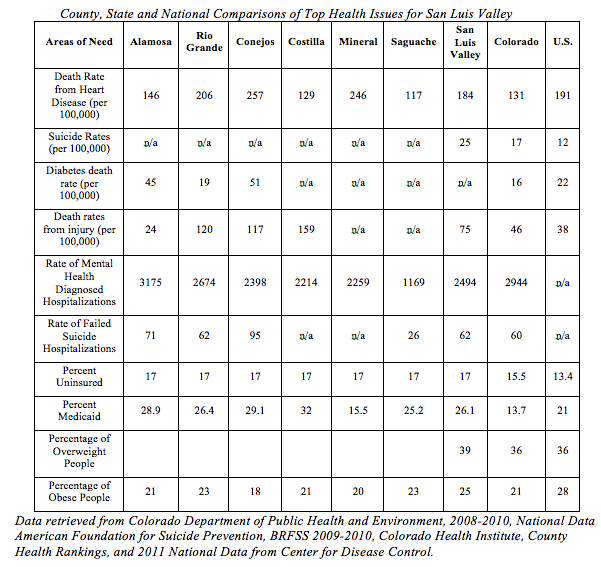 County, State and National Comparisons of Top Health Issues for San Luis Valley
Areas of Need Alamosa Rio Grande Conejos Costilla Mineral Saguache San Luis Valley Colorado U.S.
Death Rate from Heart Disease (per 100,000) 146 206 257 129 246 117 184 131 191
Suicide Rates (per 100,000) n/a n/a n/a n/a n/a n/a 25 17 12
Diabetes death rate (per 100,000) 45 19 51 n/a n/a n/a n/a 16 22
Death rates from injury (per 100,000) 24 120 117 159 n/a n/a 75 46 38
Rate of Mental Health Diagnosed Hospitalizations 3175 2674 2398 2214 2259 1169 2494 2944 n/a
Rate of Failed Suicide Hospitalizations 71 62 95 n/a n/a 26 62 60 n/a
Percent Uninsured 17 17 17 17 17 17 17 15.5 13.4
Percent Medicaid 28.9 26.4 29.1 32 15.5 25.2 26.1 13.7 21
Percentage of Overweight People 39 36 36
Percentage of Obese People 21 23 18 21 20 23 25 21 28
Data retrieved from Colorado Department of Public Health and Environment, 2008-2010, National Data
American Foundation for Suicide Prevention, BRFSS 2009-2010, Colorado Health Institute, County
Health Rankings, and 2011 National Data from Center for Disease Control.